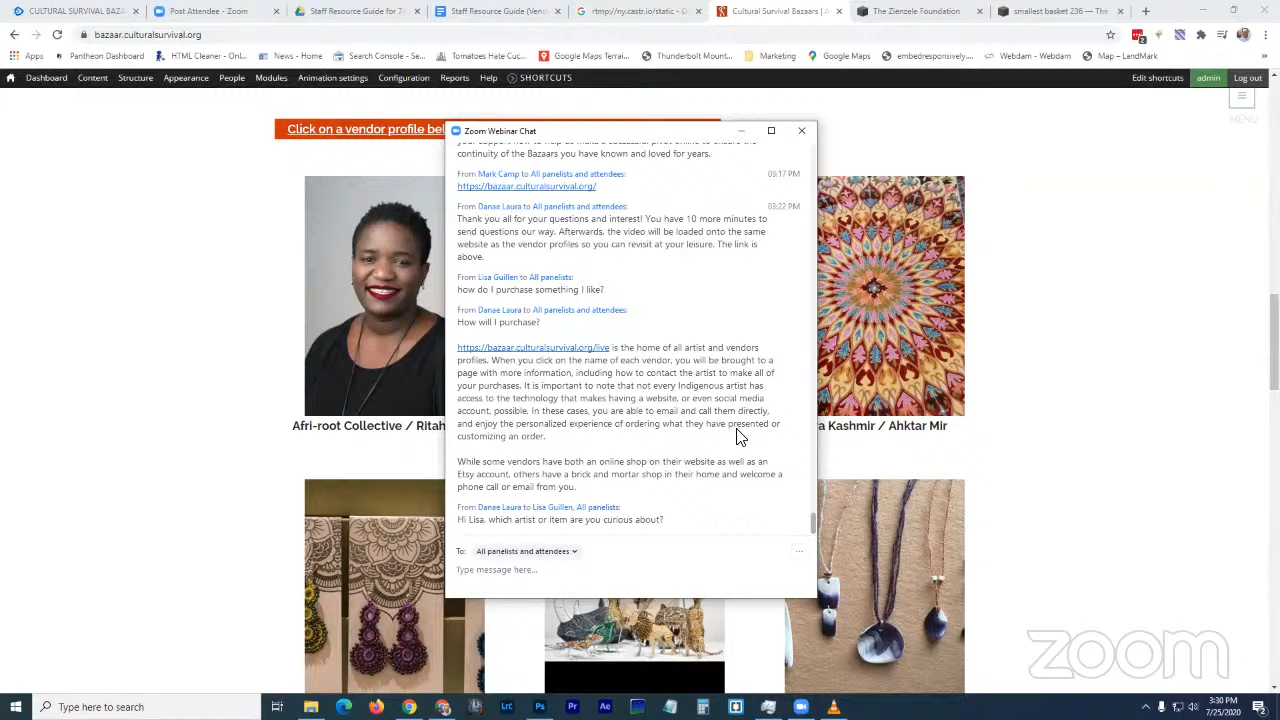 CULTURAL SURVIVAL BAZA
Post Attendee - Zoom
Staff Resource Guide for 7/
Staff Resource Guide (Vend
rtmp://ny.castr.io/static - G
Cultural Survival Bazaars | A
The Zienzele Foundation
smallest basket 236 — The
bazaar.culturalsurvival.org
Apps
Pantheon Dashboard
HTML Cleaner - Onl...
News - Home
Search Console - Se...
Tomatoes Hate Cuc...
Google Maps Terrai...
Thunderbolt Mount...
Marketing
Google Maps
embedresponsively...
Webdam - Webdam
Map – LandMark
Dashboard Content Structure Appearance People Modules Animation settings Configuration Reports Help SHORTCUTS
Edit shortcuts admin Log out
MENU
Click on a vendor profile bel
Zoom Webinar Chat
continuity of the Bazaars you have known and loved for years.
From Mark Camp to All panelists and attendees: 03:17 PM
https://bazaar.culturalsurvival.org/
From Danae Laura to All panelists and attendees: 03:22 PM
Thank you all for your questions and interest! You have 10 more minutes to
send questions our way. Afterwards, the video will be loaded onto the same
website as the vendor profiles so you can revisit at your leisure. The link is
above.
From Lisa Guillen to All panelists:
how do I purchase something I like?
From Danae Laura to All panelists and attendees:
How will I purchase?
https://bazaar.culturalsurvival.org/live is the home of all artist and vendors
profiles. When you click on the name of each vendor, you will be brought to a
page with more information, including how to contact the artist to make all of
your purchases. It is important to note that not every Indigenous artist has
access to the technology that makes having a website, or even social media
account, possible. In these cases, you are able to email and call them directly,
and enjoy the personalized experience of ordering what they have presented or
customizing an order.
While some vendors have both an online shop on their website as well as an
Etsy account, others have a brick and mortar shop in their home and welcome a
phone call or email from you.
From Danae Laura to Lisa Guillen, All panelists:
Hi Lisa, which artist or item are you curious about?
To: All panelists and attendees
Type message here...
Afri-root Collective / Ritah
a Kashmir / Ahktar Mir
zoom
Type here to search
Lrc
Ps
Pr
Ae
3:30 PM
7/25/2020